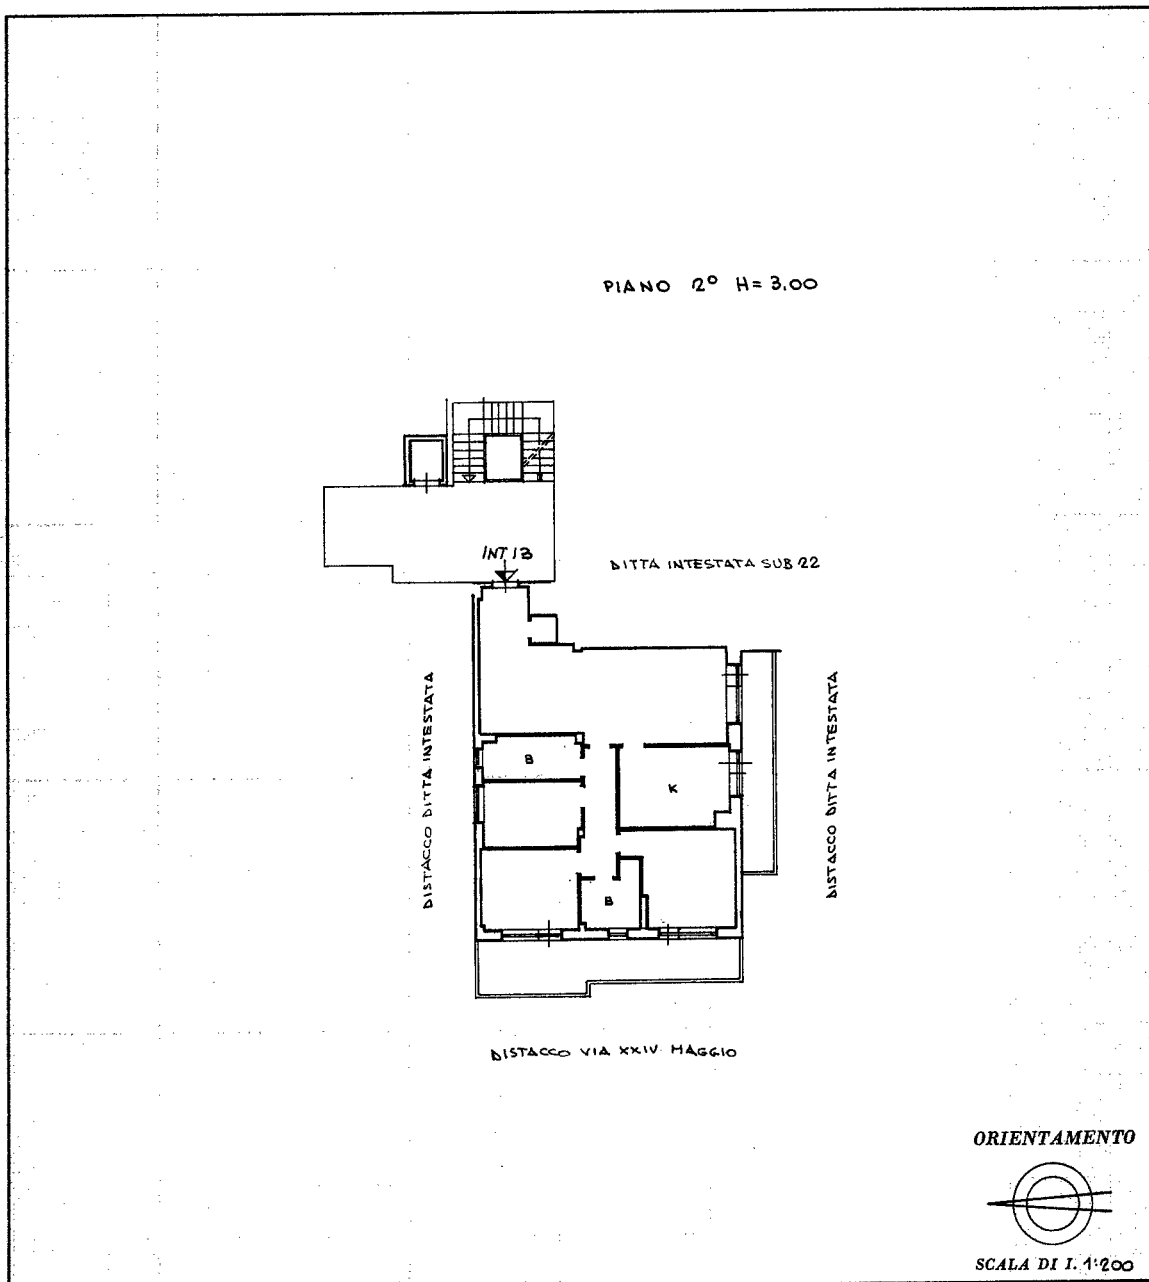 PIANO 2° H= 3,00
INT 13
DITTA INTESTATA SUB 22
DISTACCO DITTA INTESTATA
DISTACCO DITTA INTESTATA
B
K
B
DISTACCO VIA XXIV MAGGIO
ORIENTAMENTO
SCALA DI I. 1:200